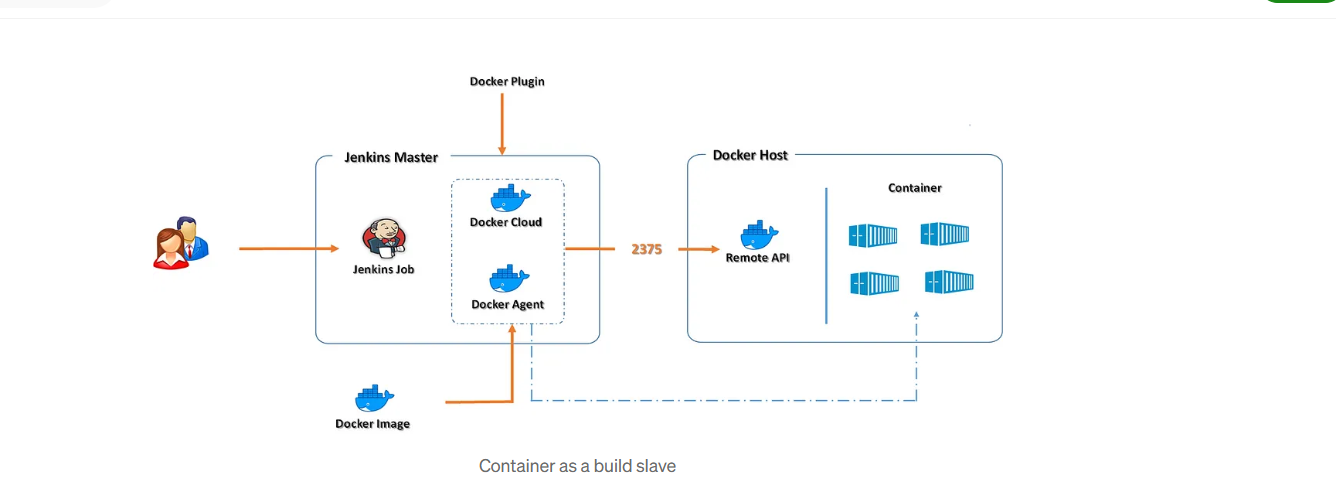 Docker Plugin
Jenkins Master
Docker Host
Container
Docker Cloud
2375
Remote API
Jenkins Job
Docker Agent
Docker Image
Container as a build slave